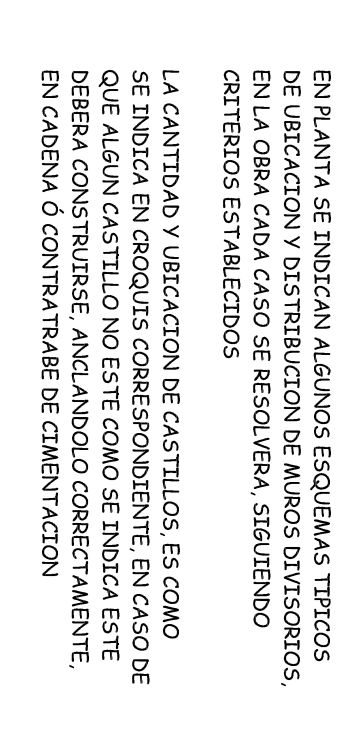 EN PLANTA SE INDICAN ALGUNOS ESQUEMAS TIPICOS
DE UBICACION Y DISTRIBUCION DE MUROS DIVISORIOS,
EN LA OBRA CADA CASO SE RESOLVERA, SIGUIENDO
CRITERIOS ESTABLECIDOS
LA CANTIDAD Y UBICACION DE CASTILLOS, ES COMO
SE INDICA EN CROQUIS CORRESPONDIENTE, EN CASO DE
QUE ALGUN CASTILLO NO ESTE COMO SE INDICA ESTE
DEBERA CONSTRUIRSE, ANCLANDOLO CORRECTAMENTE,
EN CADENA Ó CONTRATRABE DE CIMENTACION